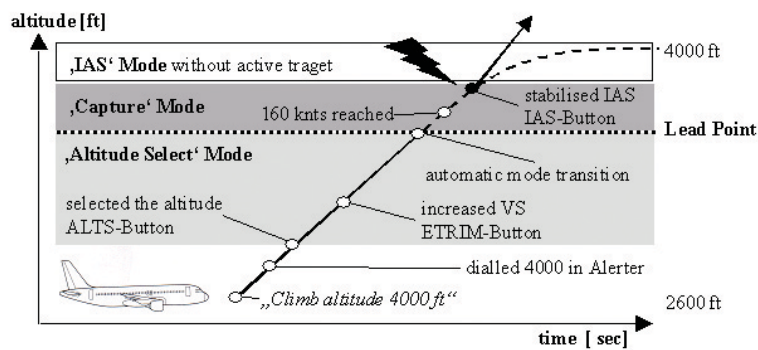 altitude [ft]
‚IAS‘ Mode without active traget
4000 ft
‚Capture‘ Mode
160 knts reached
stabilised IAS
IAS-Button
Lead Point
‚Altitude Select‘ Mode
automatic mode transition
selected the altitude
ALTS-Button
increased VS
ETRIM-Button
dialled 4000 in Alerter
„Climb altitude 4000 ft“
2600 ft
time [ sec]